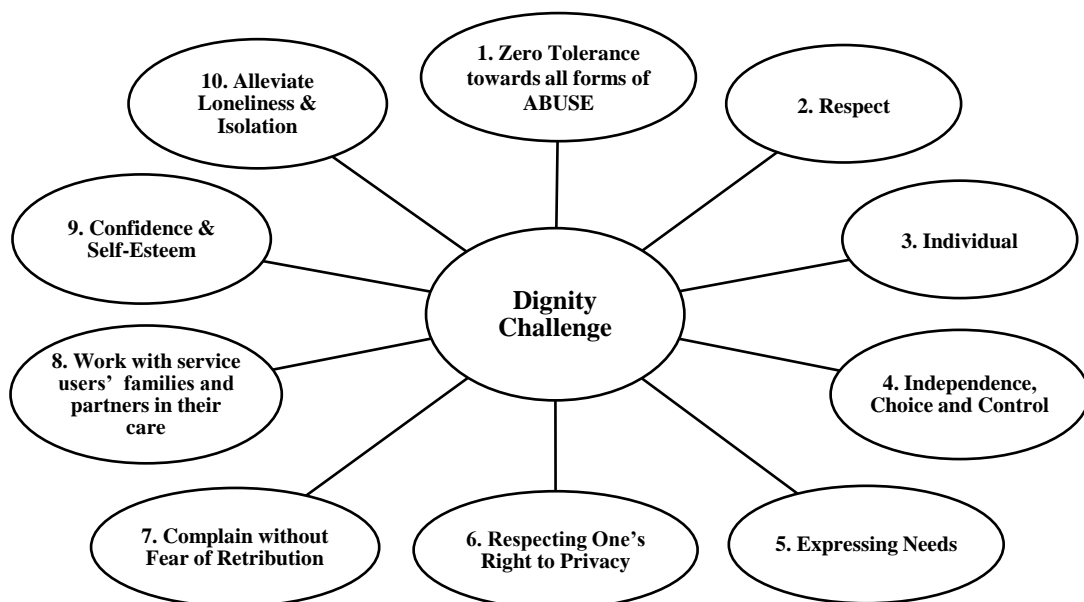 Dignity
Challenge
1. Zero Tolerance
towards all forms of
ABUSE
2. Respect
3. Individual
4. Independence,
Choice and Control
5. Expressing Needs
6. Respecting One's
Right to Privacy
7. Complain without
Fear of Retribution
8. Work with service
users'  families and
partners in their
care
9. Confidence &
Self-Esteem
10. Alleviate
Loneliness &
Isolation